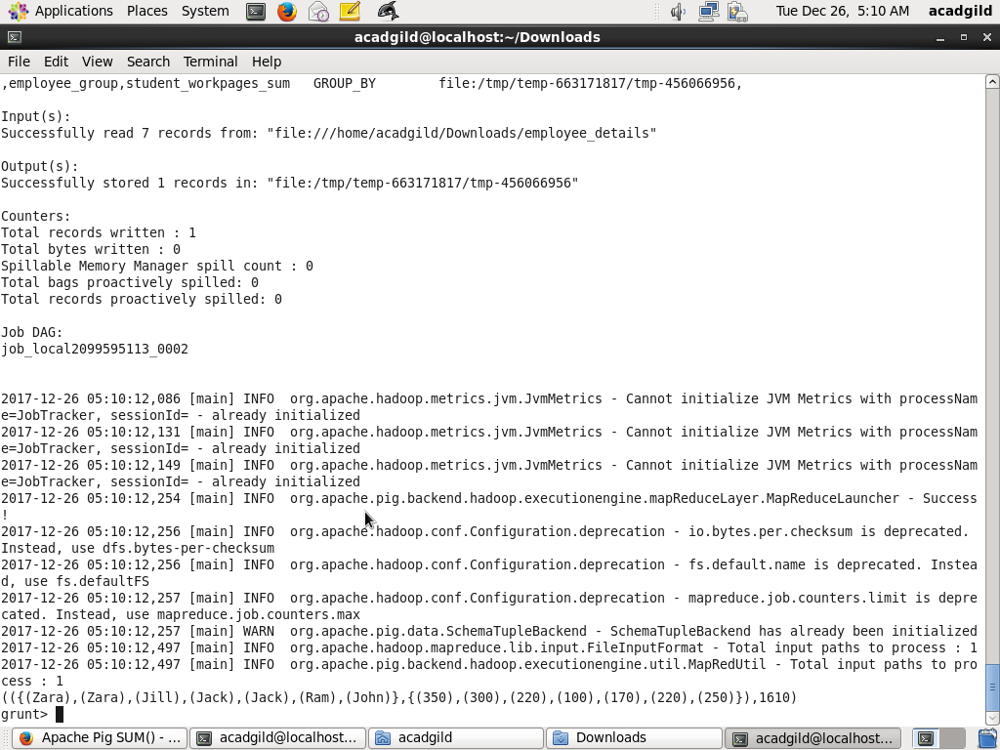 Applications Places System Tue Dec 26, 5:10 AM acadgild
acadgild@localhost:~/Downloads
File Edit View Search Terminal Help
,employee_group,student_workpages_sum GROUP_BY file:/tmp/temp-663171817/tmp-456066956,
Input(s):
Successfully read 7 records from: "file:///home/acadgild/Downloads/employee_details"
Output(s):
Successfully stored 1 records in: "file:/tmp/temp-663171817/tmp-456066956"
Counters:
Total records written : 1
Total bytes written : 0
Spillable Memory Manager spill count : 0
Total bags proactively spilled: 0
Total records proactively spilled: 0
Job DAG:
job_local2099595113_0002
2017-12-26 05:10:12,086 [main] INFO org.apache.hadoop.metrics.jvm.JvmMetrics - Cannot initialize JVM Metrics with processNam
e=JobTracker, sessionId= - already initialized
2017-12-26 05:10:12,131 [main] INFO org.apache.hadoop.metrics.jvm.JvmMetrics - Cannot initialize JVM Metrics with processNam
e=JobTracker, sessionId= - already initialized
2017-12-26 05:10:12,149 [main] INFO org.apache.hadoop.metrics.jvm.JvmMetrics - Cannot initialize JVM Metrics with processNam
e=JobTracker, sessionId= - already initialized
2017-12-26 05:10:12,254 [main] INFO org.apache.pig.backend.hadoop.executionengine.mapReduceLayer.MapReduceLauncher - Success
!
2017-12-26 05:10:12,256 [main] INFO org.apache.hadoop.conf.Configuration.deprecation - io.bytes.per.checksum is deprecated.
Instead, use dfs.bytes-per-checksum
2017-12-26 05:10:12,256 [main] INFO org.apache.hadoop.conf.Configuration.deprecation - fs.default.name is deprecated. Instea
d, use fs.defaultFS
2017-12-26 05:10:12,257 [main] INFO org.apache.hadoop.conf.Configuration.deprecation - mapreduce.job.counters.limit is depre
cated. Instead, use mapreduce.job.counters.max
2017-12-26 05:10:12,257 [main] WARN org.apache.pig.data.SchemaTupleBackend - SchemaTupleBackend has already been initialized
2017-12-26 05:10:12,497 [main] INFO org.apache.hadoop.mapreduce.lib.input.FileInputFormat - Total input paths to process : 1
2017-12-26 05:10:12,497 [main] INFO org.apache.pig.backend.hadoop.executionengine.util.MapRedUtil - Total input paths to pro
cess : 1
(({(Zara),(Zara),(Jill),(Jack),(Jack),(Ram),(John)},{(350),(300),(220),(100),(170),(220),(250)}),1610)
grunt>
Apache Pig SUM() - ... acadgild@localhost:... acadgild Downloads acadgild@localhost:...